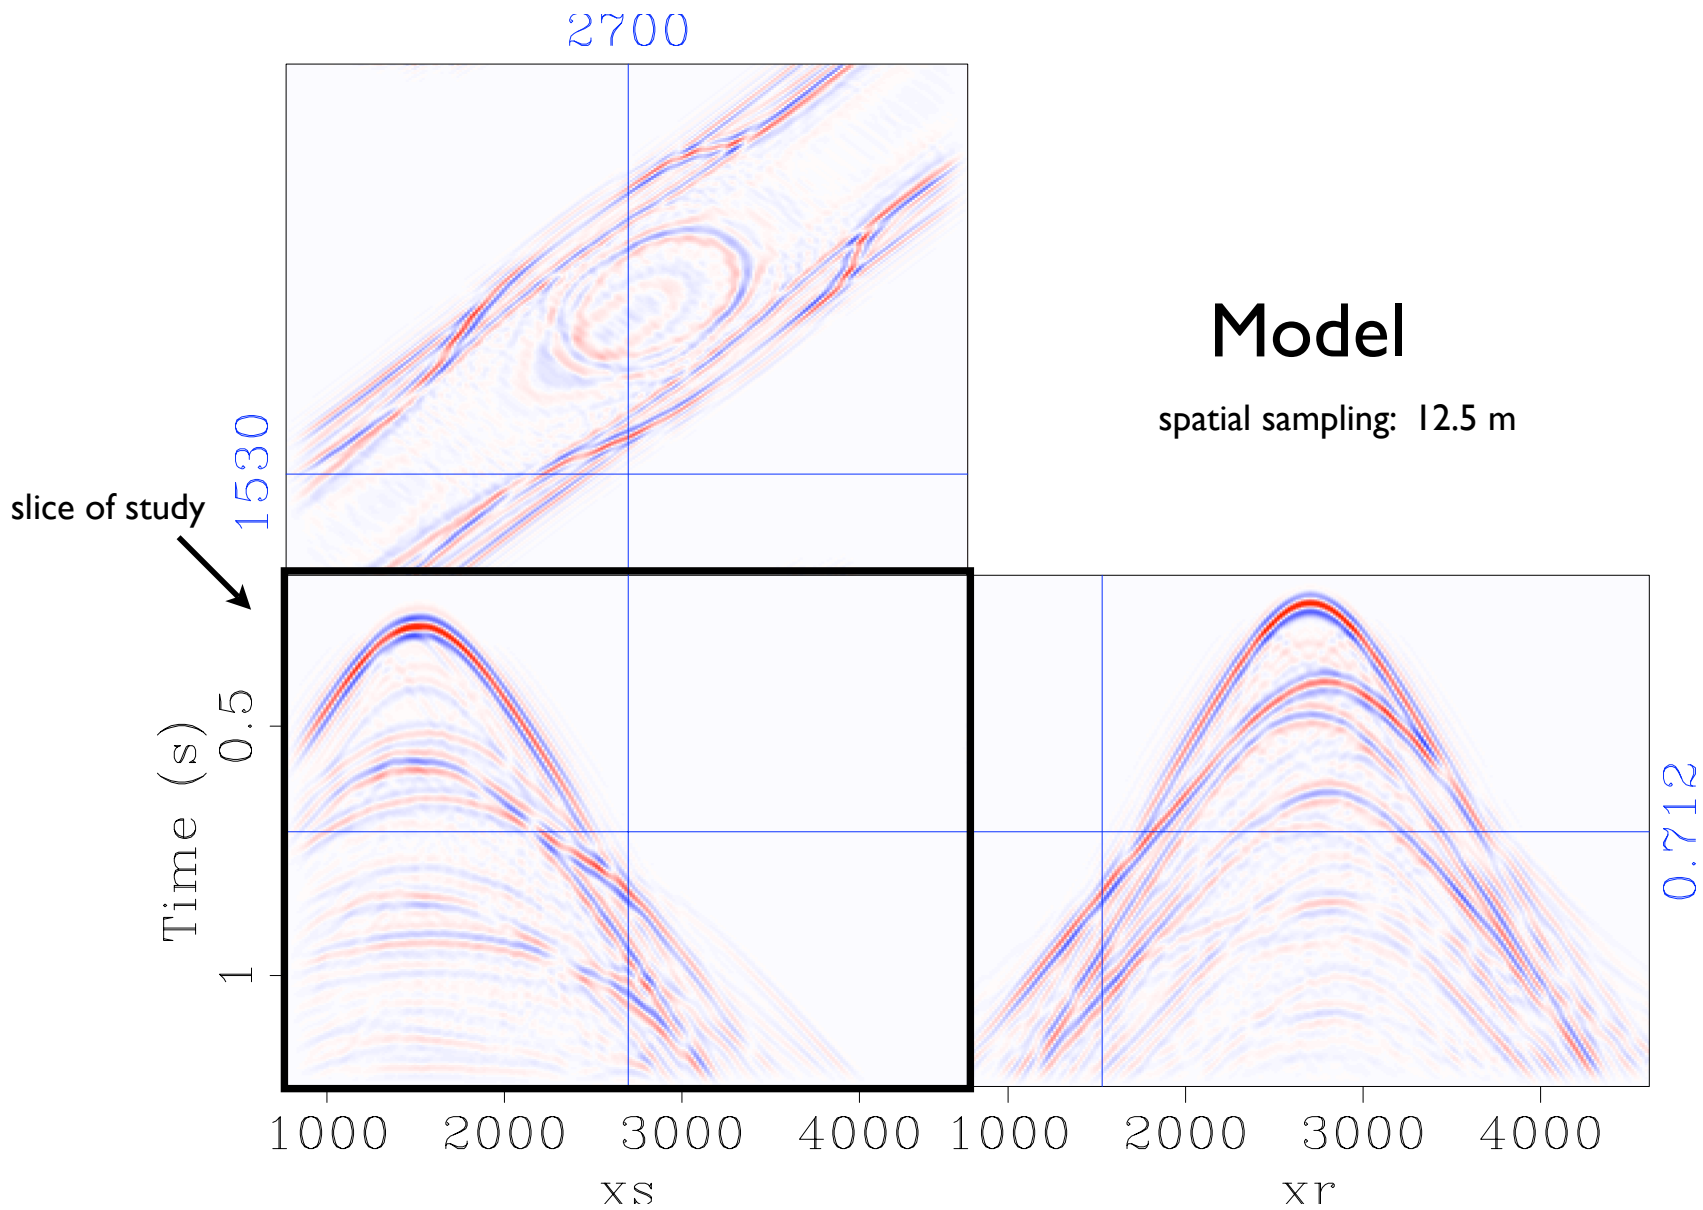 2700
Model
spatial sampling: 12.5 m
1530
slice of study
Time (s)
0.5
1
0.712
1000 2000 3000 4000 1000 2000 3000 4000
xs xr